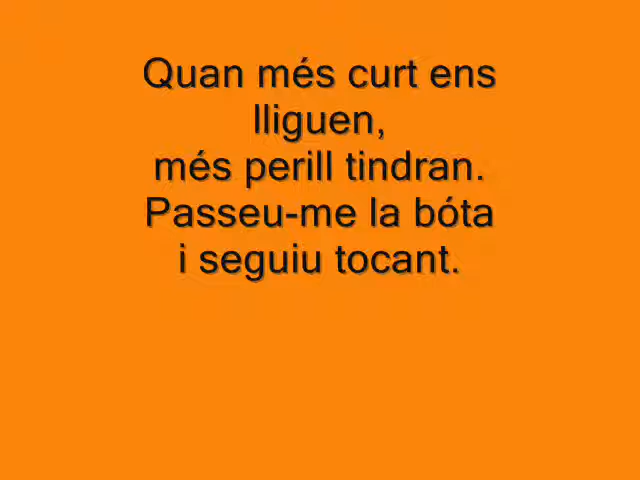 Quan més curt ens
lliguen,
més perill tindran.
Passeu-me la bóta
i seguiu tocant.